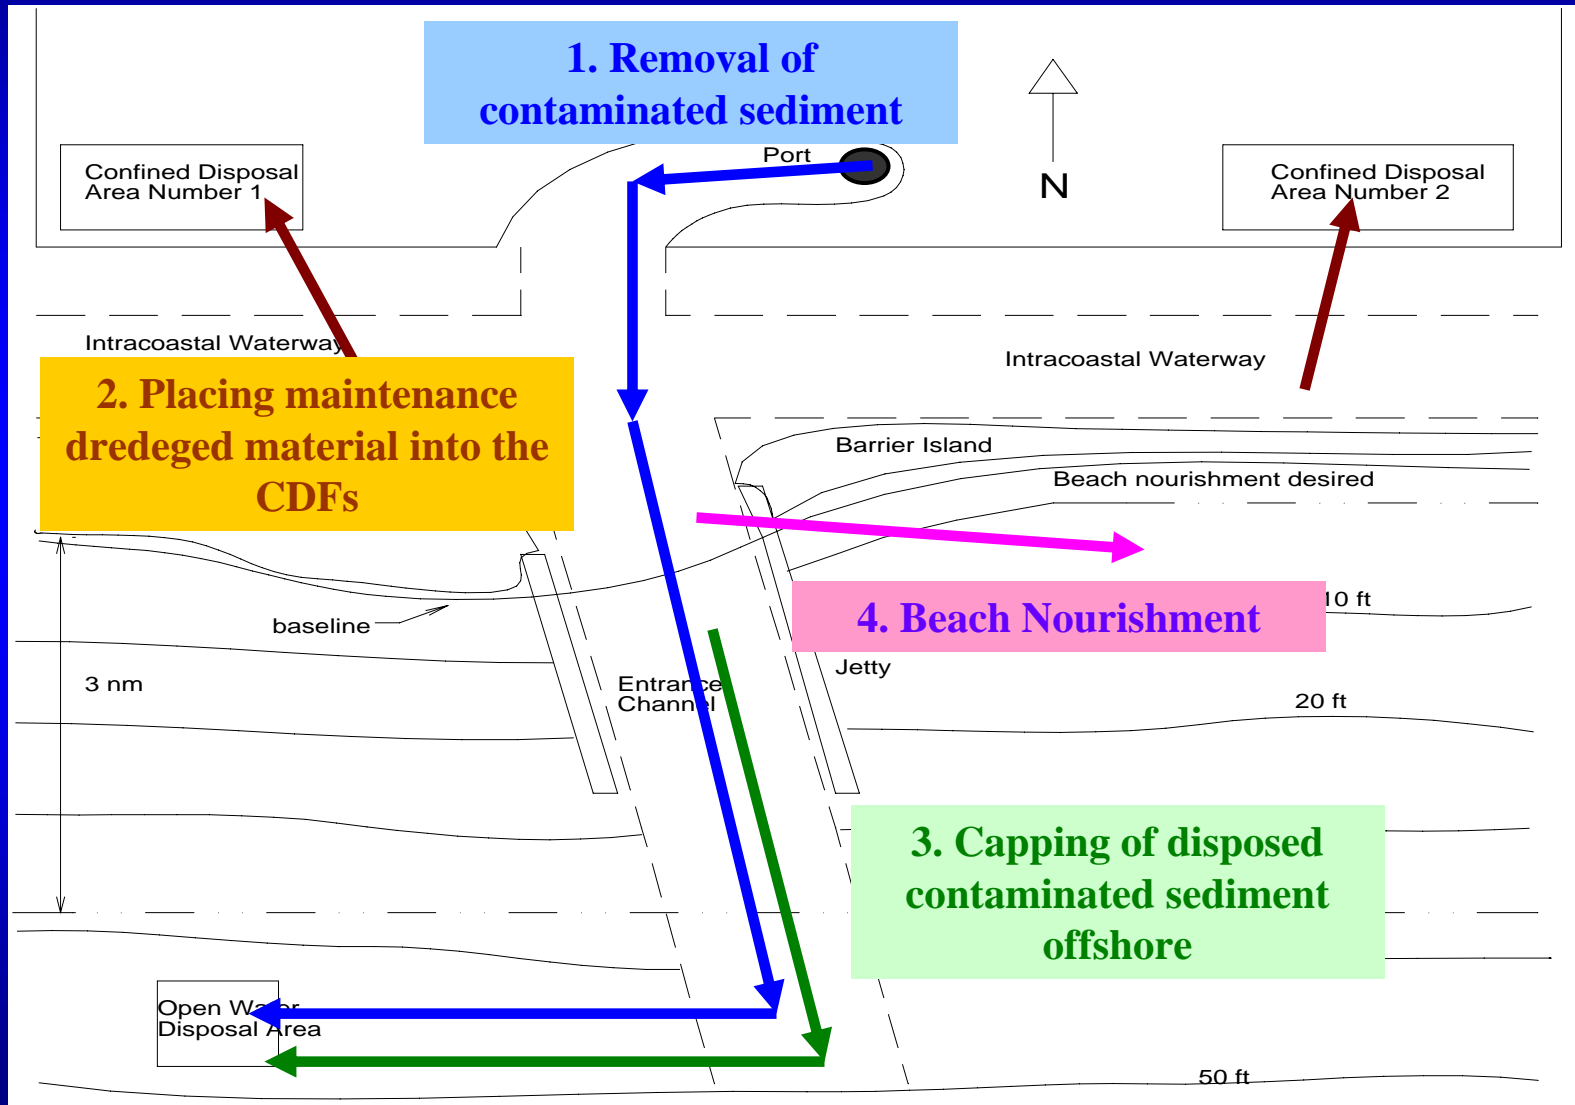 1. Removal of
contaminated sediment
Port
Confined Disposal
Area Number 1
N
Confined Disposal
Area Number 2
Intracoastal Waterway
Intracoastal Waterway
2. Placing maintenance
dredeged material into the
CDFs
Barrier Island
Beach nourishment desired
4. Beach Nourishment
10 ft
baseline
Jetty
3 nm
Entrance
Channel
20 ft
3. Capping of disposed
contaminated sediment
offshore
Open Water
Disposal Area
50 ft